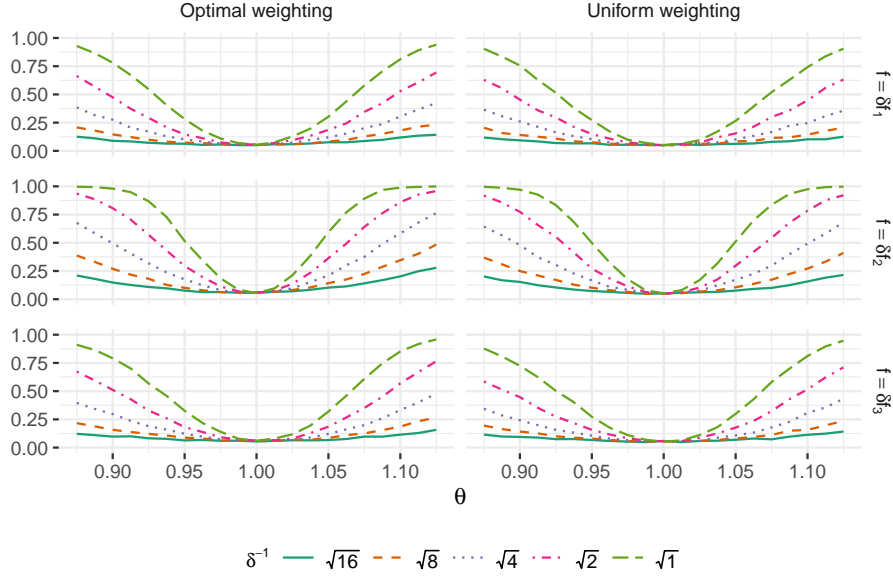 Optimal weighting Uniform weighting
1.00
0.75
0.50
0.25
0.00
f = δf₁
1.00
0.75
0.50
0.25
0.00
f = δf₂
1.00
0.75
0.50
0.25
0.00
f = δf₃
0.90 0.95 1.00 1.05 1.10 0.90 0.95 1.00 1.05 1.10
θ
δ⁻¹ √16 √8 √4 √2 √1